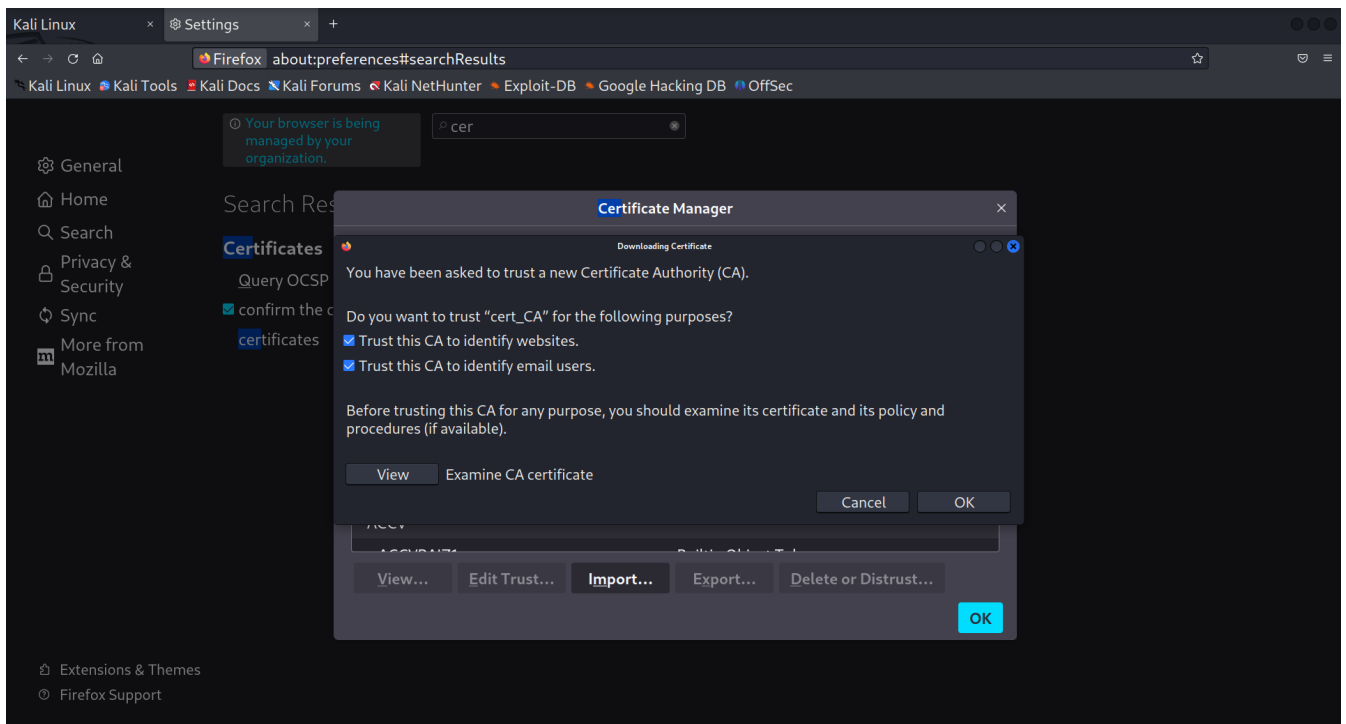 Kali Linux
Settings
Firefox about:preferences#searchResults
Kali Linux Kali Tools Kali Docs Kali Forums Kali NetHunter Exploit-DB Google Hacking DB OffSec
Your browser is being
managed by your
organization.
cer
General
Home
Search
Privacy &
Security
Sync
More from
Mozilla
Extensions & Themes
Firefox Support
Search Res
Certificates
Query OCSP
confirm the c
certificates
Certificate Manager
Downloading Certificate
You have been asked to trust a new Certificate Authority (CA).
Do you want to trust “cert_CA” for the following purposes?
Trust this CA to identify websites.
Trust this CA to identify email users.
Before trusting this CA for any purpose, you should examine its certificate and its policy and
procedures (if available).
View Examine CA certificate
Cancel OK
View... Edit Trust... Import... Export... Delete or Distrust...
OK